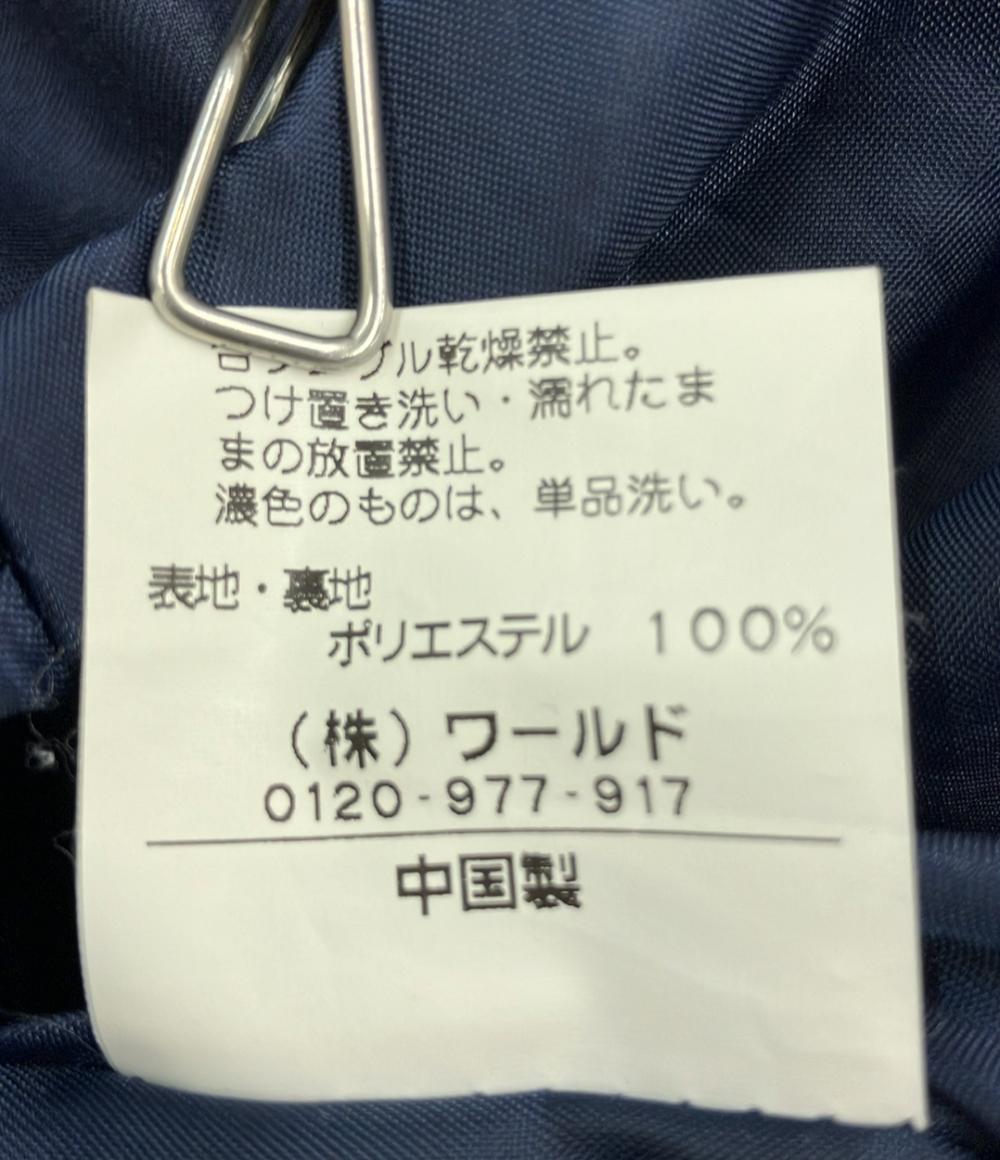 ル乾燥禁止。
つけ置き洗い・濡れたま
まの放置禁止。
濃色のものは、単品洗い。
表地・裏地
ポリエステル 100%
(株)ワールド
0120-977-917
中国製